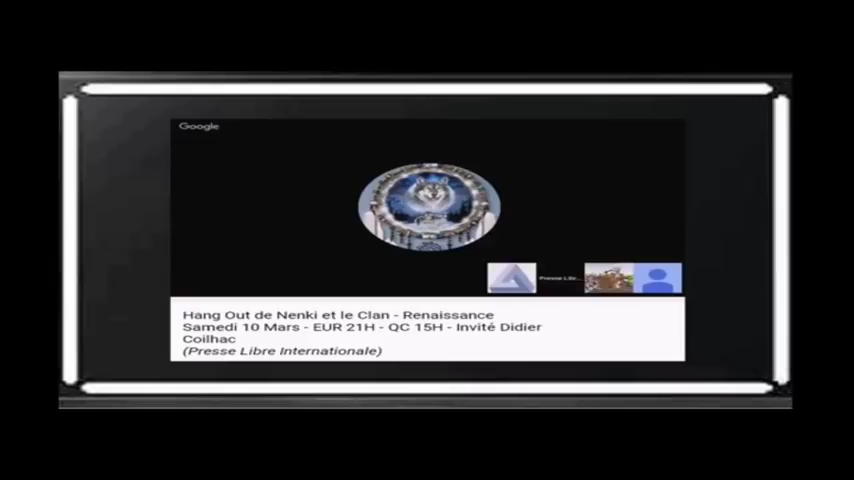 Google
Presse Libr...
Hang Out de Nenki et le Clan - Renaissance
Samedi 10 Mars - EUR 21H - QC 15H - Invité Didier
Coilhac
(Presse Libre Internationale)